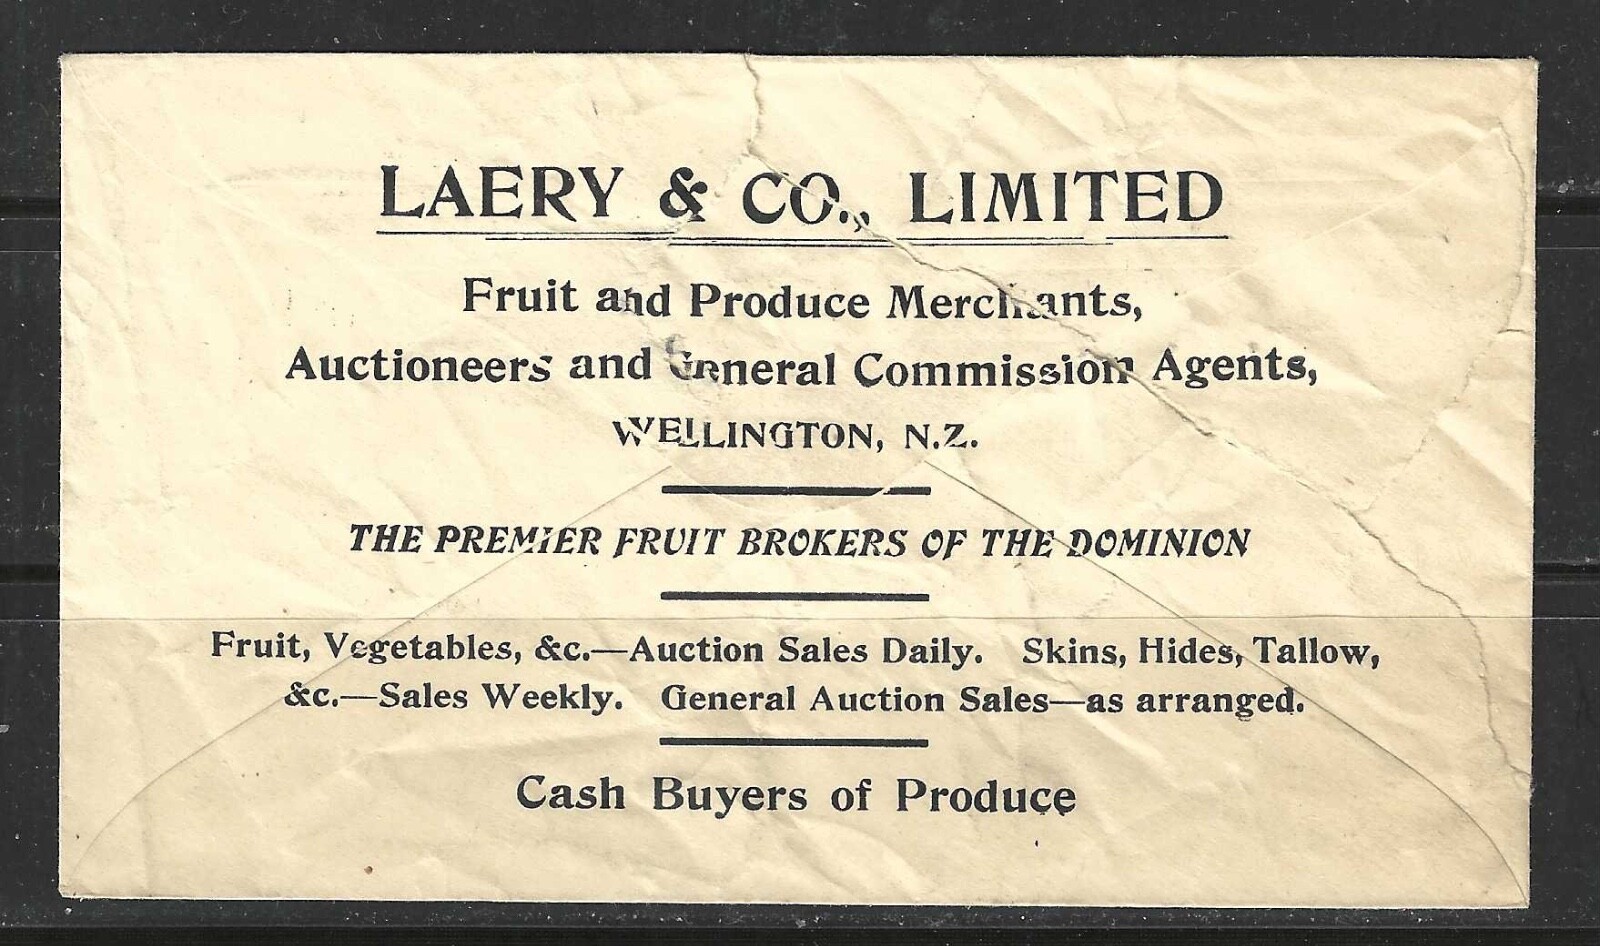 LAERY & CO., LIMITED
Fruit and Produce Merchants,
Auctioneers and General Commission Agents,
WELLINGTON, N.Z.
THE PREMIER FRUIT BROKERS OF THE DOMINION
Fruit, Vegetables, &c.—Auction Sales Daily. Skins, Hides, Tallow,
&c.—Sales Weekly. General Auction Sales—as arranged.
Cash Buyers of Produce